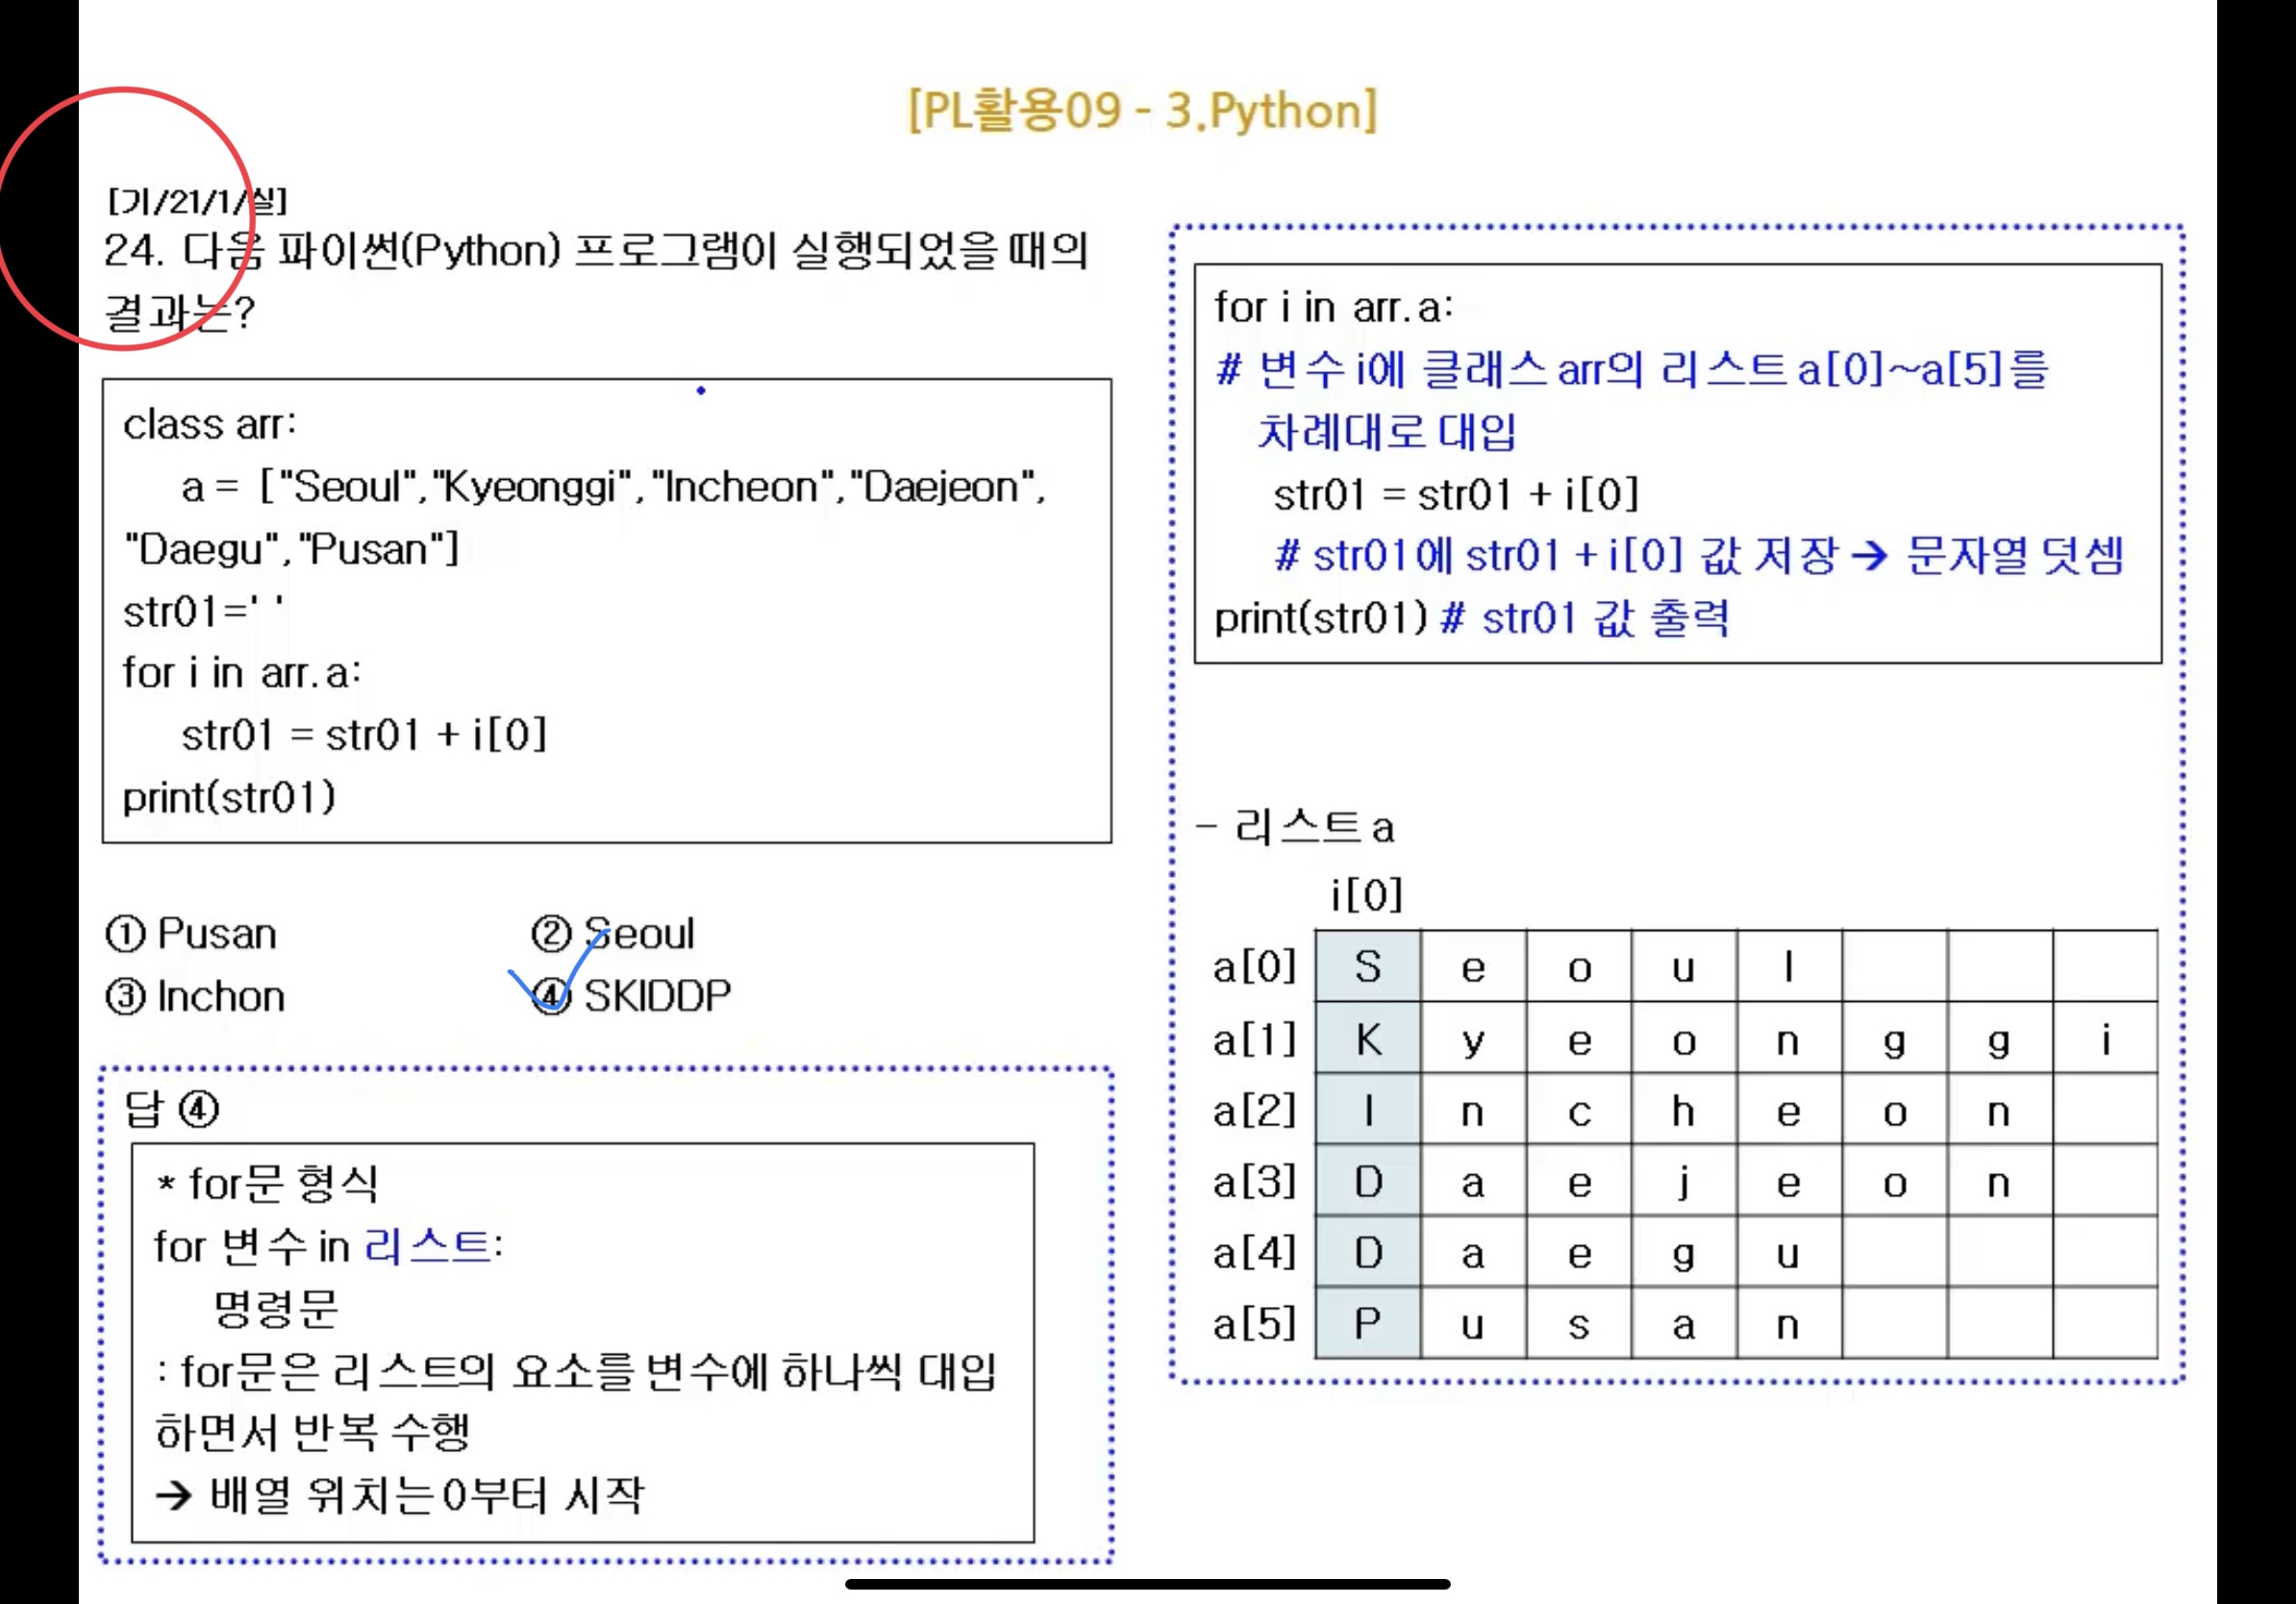 [PL활용09 - 3.Python]
[기/21/1/실]
24. 다음 파이썬(Python) 프로그램이 실행되었을 때의
결과는?
class arr:
a = ["Seoul","Kyeonggi","Incheon","Daejeon",
"Daegu","Pusan"]
str01=' '
for i in arr.a:
str01 = str01 + i[0]
print(str01)
① Pusan ② Seoul
③ Inchon ④ SKIDDP
답 ④
* for문 형식
for 변수 in 리스트:
명령문
: for문은 리스트의 요소를 변수에 하나씩 대입
하면서 반복 수행
→ 배열 위치는 0부터 시작
for i in arr.a:
# 변수 i에 클래스 arr의 리스트 a[0]~a[5]를
차례대로 대입
str01 = str01 + i[0]
# str01에 str01 + i[0] 값 저장 → 문자열 덧셈
print(str01) # str01 값 출력
- 리스트 a
i[0]
a[0] S e o u l
a[1] K y e o n g g i
a[2] I n c h e o n
a[3] D a e j e o n
a[4] D a e g u
a[5] P u s a n